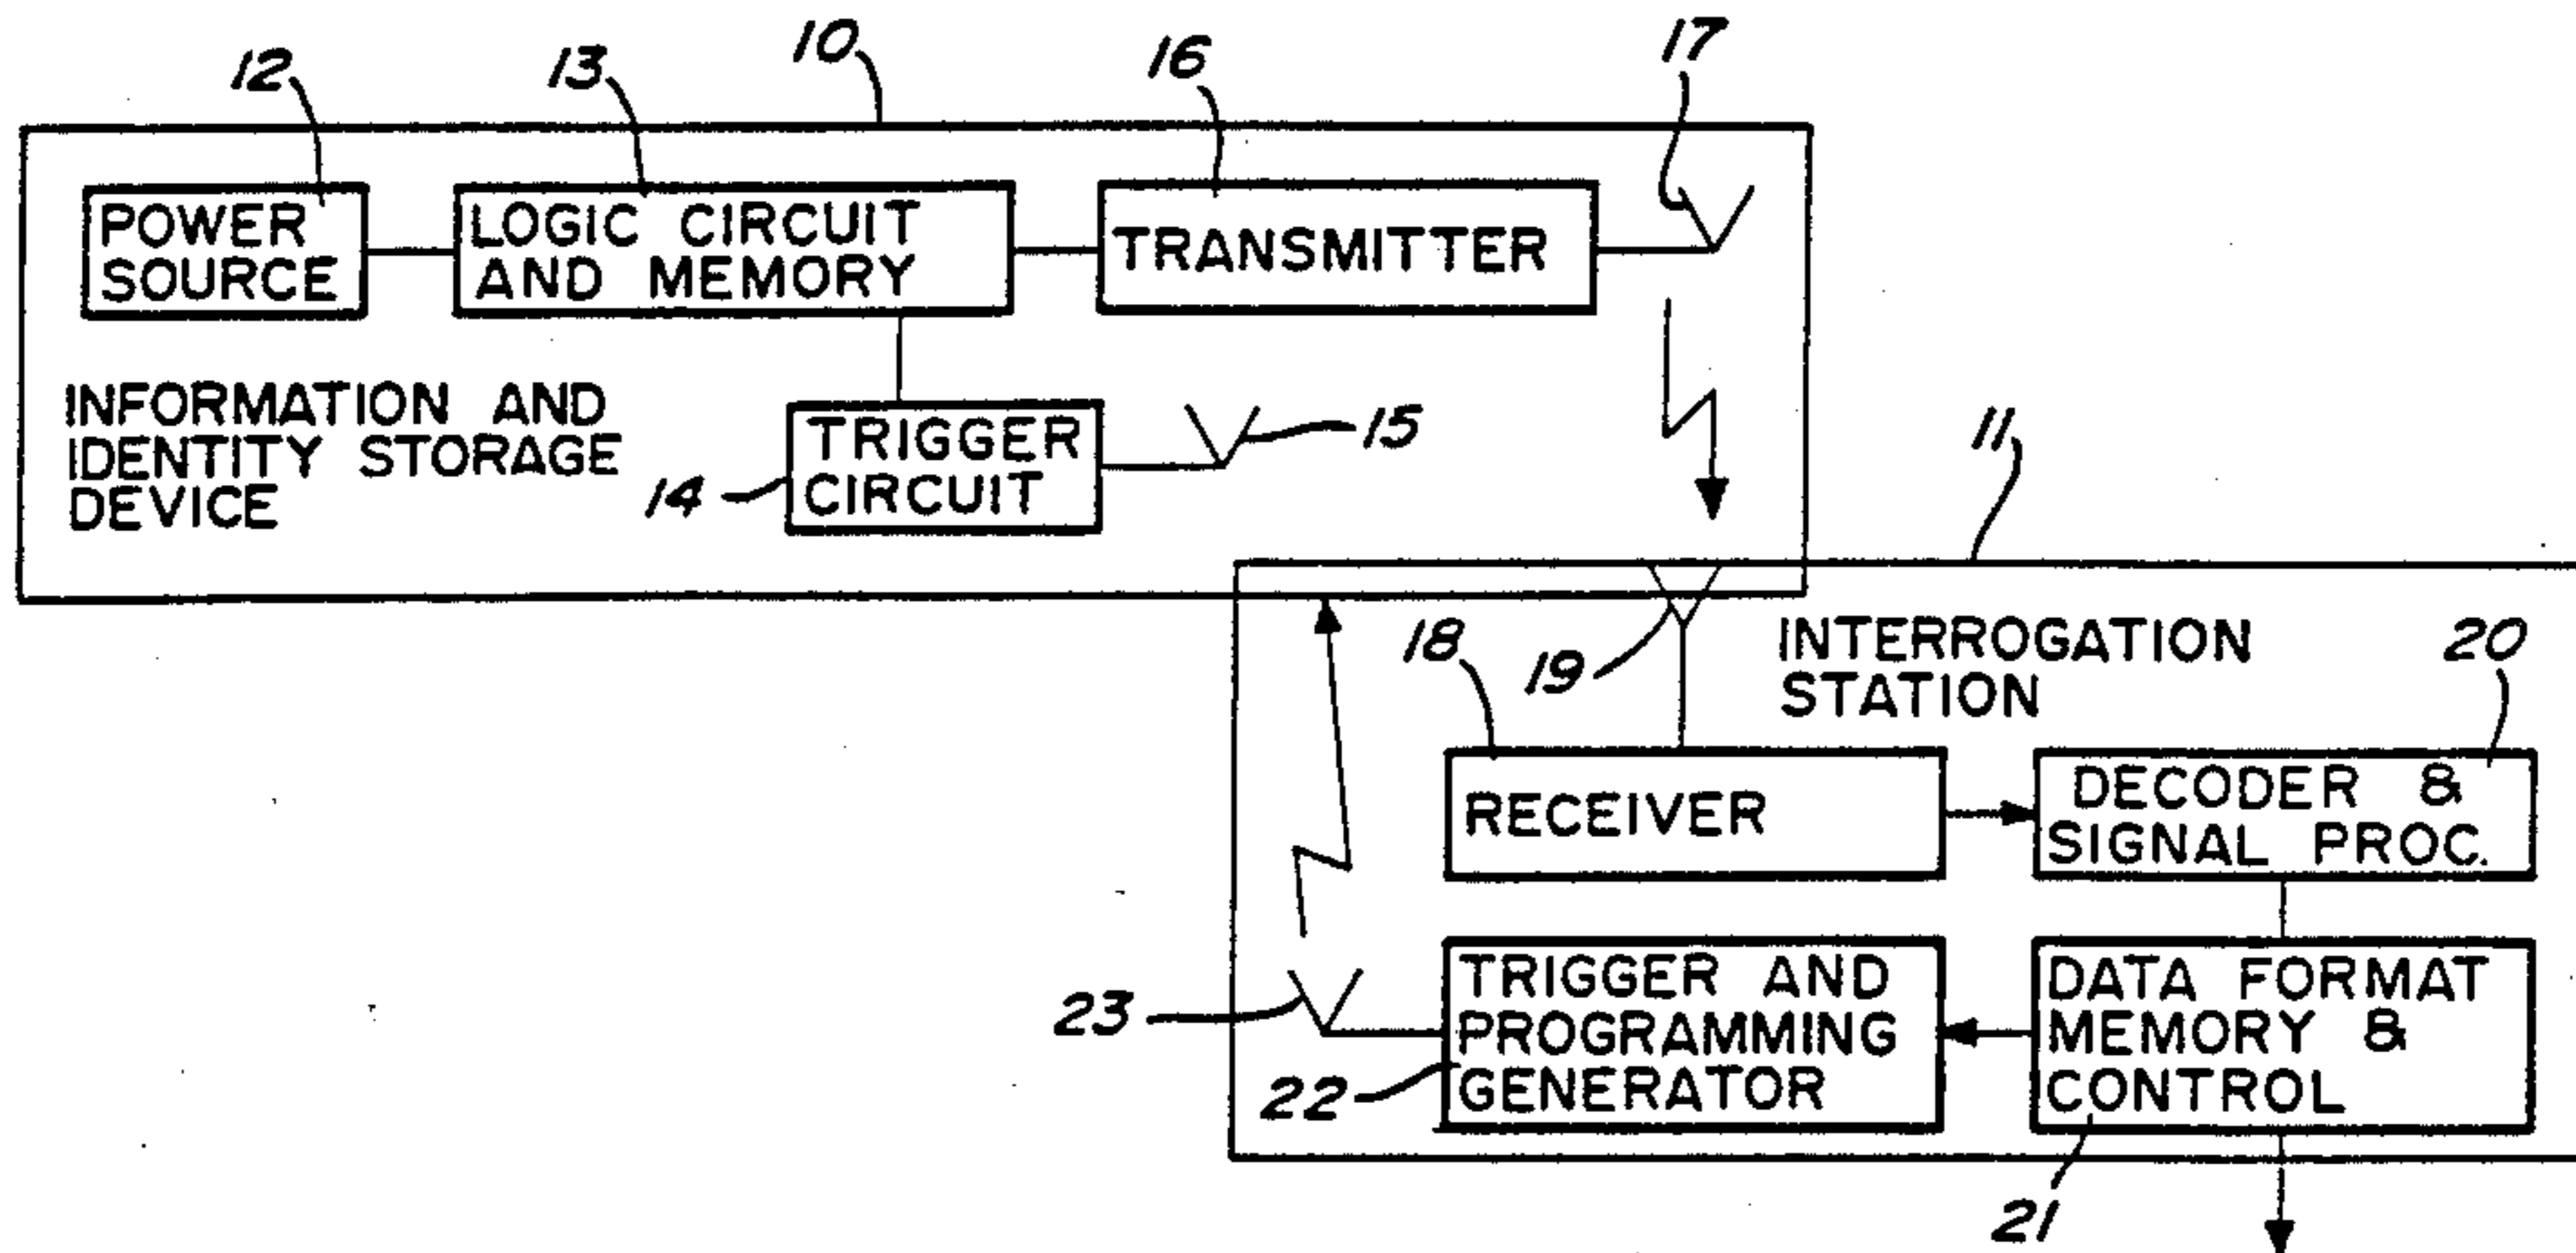 10
12
13
16
17
POWER
SOURCE
LOGIC CIRCUIT
AND MEMORY
TRANSMITTER
INFORMATION AND
IDENTITY STORAGE
DEVICE
14
TRIGGER
CIRCUIT
15
11
18
19
INTERROGATION
STATION
20
RECEIVER
DECODER &
SIGNAL PROC.
23
22
TRIGGER AND
PROGRAMMING
GENERATOR
DATA FORMAT
MEMORY &
CONTROL
21